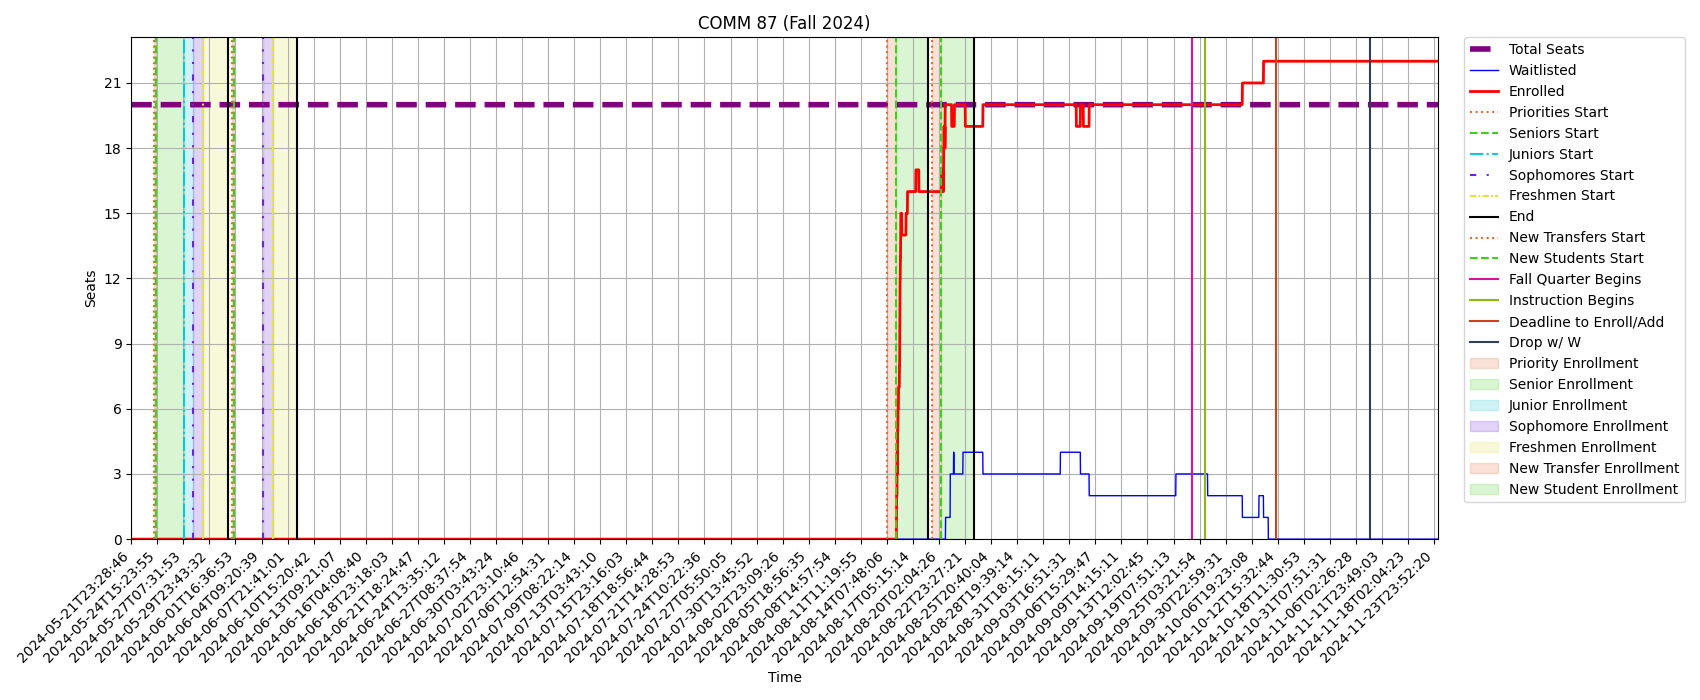 COMM 87 (Fall 2024)
Seats
21
18
15
12
9
6
3
0
2024-05-21T23:28:46
2024-05-24T15:23:55
2024-05-27T07:31:53
2024-05-29T23:43:32
2024-06-01T16:36:53
2024-06-04T09:20:39
2024-06-07T21:41:01
2024-06-10T15:20:42
2024-06-13T09:21:07
2024-06-16T04:08:40
2024-06-18T23:18:03
2024-06-21T18:24:47
2024-06-24T13:35:12
2024-06-27T08:37:54
2024-06-30T03:43:24
2024-07-02T23:10:46
2024-07-06T12:54:31
2024-07-09T08:22:14
2024-07-13T03:43:10
2024-07-15T23:16:03
2024-07-18T18:56:44
2024-07-21T14:28:53
2024-07-24T10:22:36
2024-07-27T05:50:05
2024-07-30T13:45:52
2024-08-02T23:09:26
2024-08-05T18:56:35
2024-08-08T14:57:54
2024-08-11T11:19:55
2024-08-14T07:48:06
2024-08-17T05:15:14
2024-08-20T02:04:26
2024-08-22T23:27:21
2024-08-25T20:40:04
2024-08-28T19:39:14
2024-08-31T18:15:11
2024-09-03T16:51:31
2024-09-06T15:29:47
2024-09-09T14:15:11
2024-09-13T12:02:45
2024-09-19T07:51:13
2024-09-25T03:21:54
2024-09-30T22:59:31
2024-10-06T19:23:08
2024-10-12T15:32:44
2024-10-18T11:30:53
2024-10-31T07:51:31
2024-11-06T02:26:28
2024-11-11T23:49:03
2024-11-18T02:04:23
2024-11-23T23:52:20
Time
Total Seats
Waitlisted
Enrolled
Priorities Start
Seniors Start
Juniors Start
Sophomores Start
Freshmen Start
End
New Transfers Start
New Students Start
Fall Quarter Begins
Instruction Begins
Deadline to Enroll/Add
Drop w/ W
Priority Enrollment
Senior Enrollment
Junior Enrollment
Sophomore Enrollment
Freshmen Enrollment
New Transfer Enrollment
New Student Enrollment